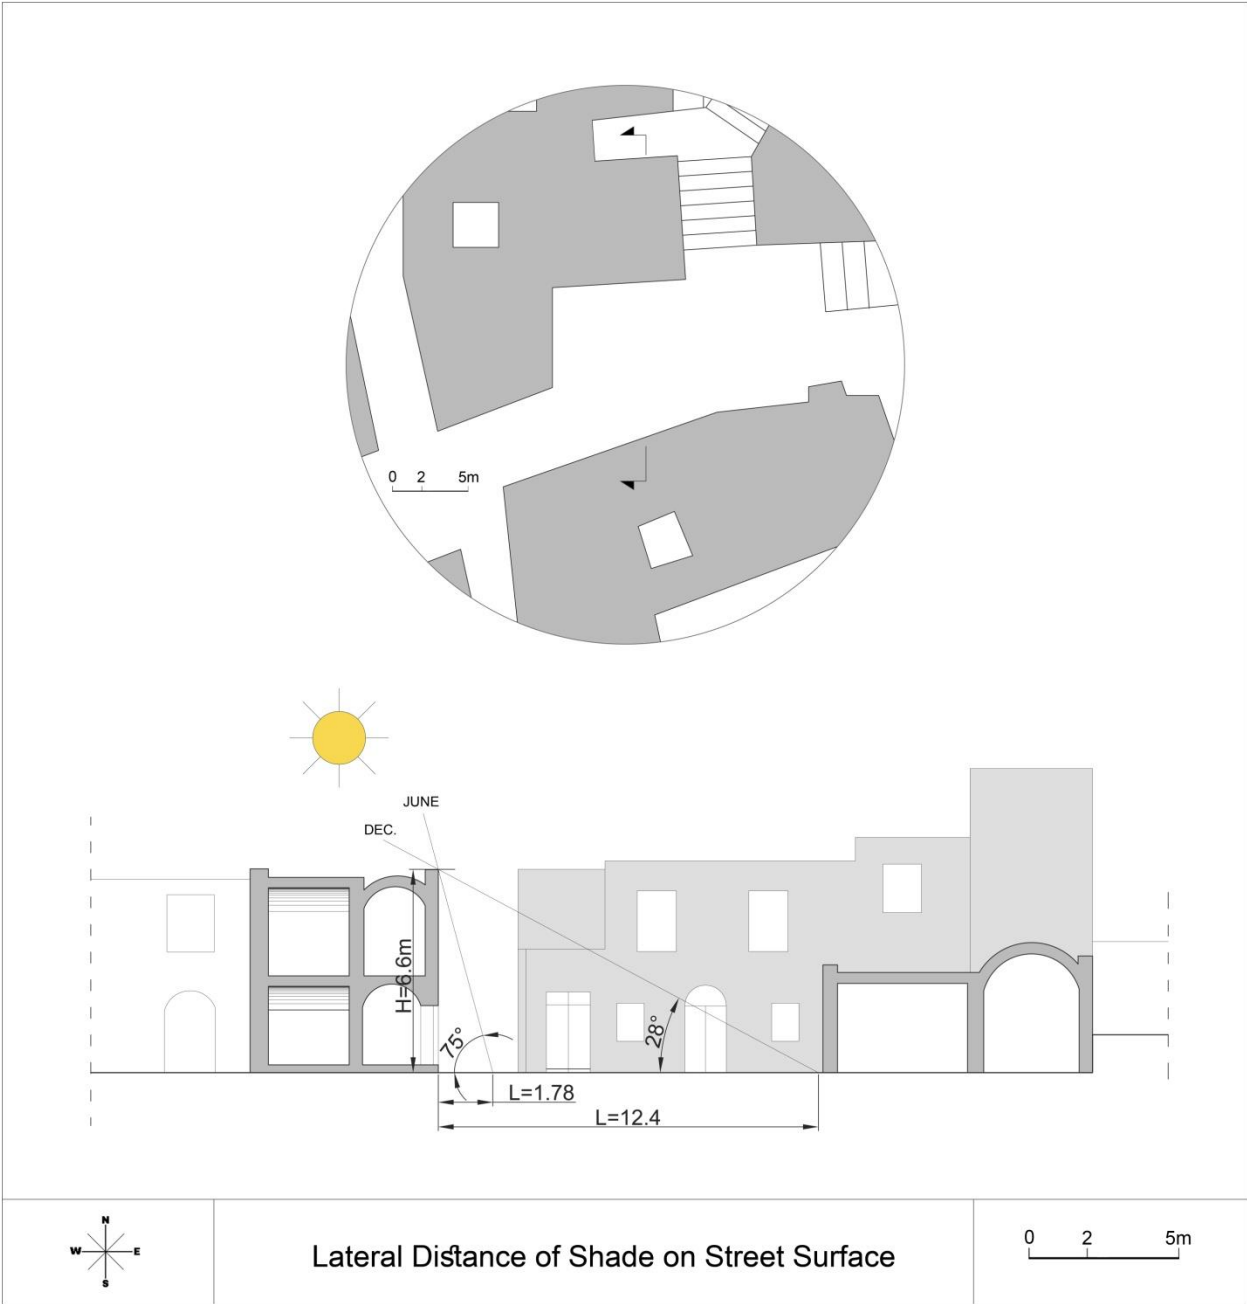 0 2 5m
JUNE
DEC.
H=6.6m
75°
28°
L=1.78
L=12.4
N
W E
S
Lateral Distance of Shade on Street Surface
0 2 5m